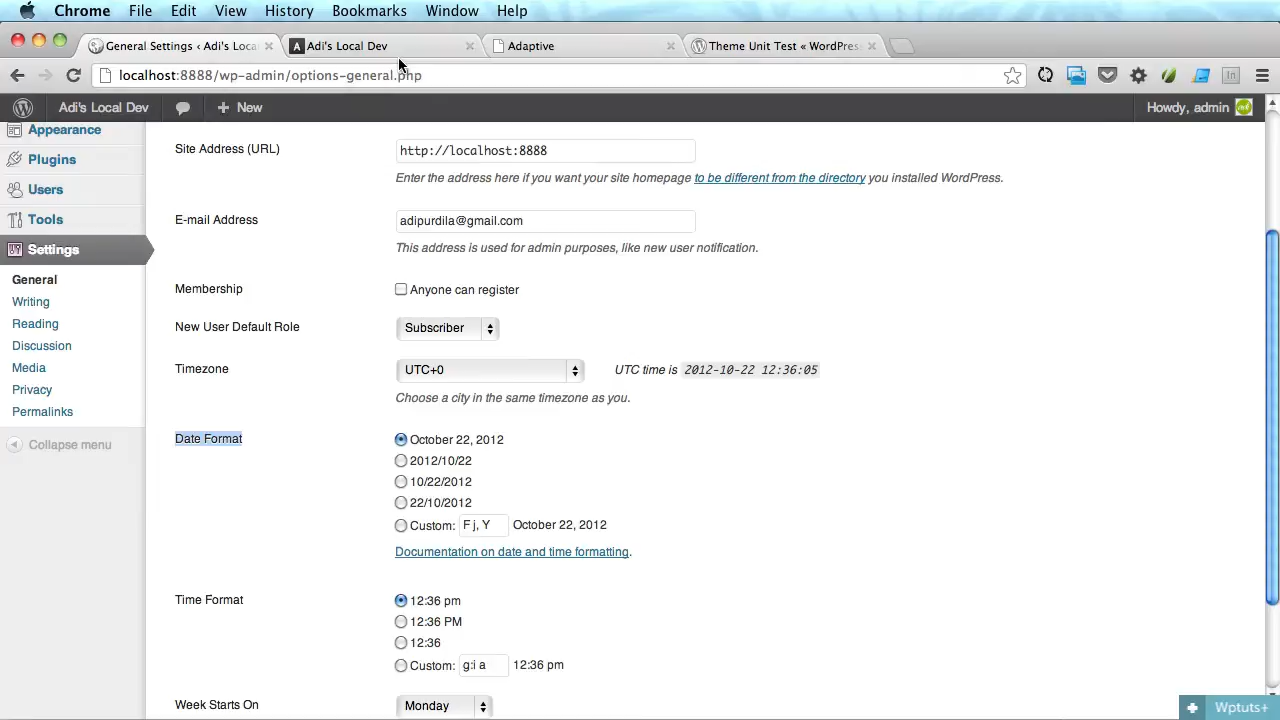 Chrome File Edit View History Bookmarks Window Help
General Settings ‹ Adi's Loca
Adi's Local Dev
Adaptive
Theme Unit Test « WordPres
localhost:8888/wp-admin/options-general.php
Adi's Local Dev
New
Howdy, admin
Appearance
Plugins
Users
Tools
Settings
General
Writing
Reading
Discussion
Media
Privacy
Permalinks
Collapse menu
Site Address (URL) http://localhost:8888
Enter the address here if you want your site homepage to be different from the directory you installed WordPress.
E-mail Address adipurdila@gmail.com
This address is used for admin purposes, like new user notification.
Membership Anyone can register
New User Default Role Subscriber
Timezone UTC+0 UTC time is 2012-10-22 12:36:05
Choose a city in the same timezone as you.
Date Format October 22, 2012
2012/10/22
10/22/2012
22/10/2012
Custom: F j, Y October 22, 2012
Documentation on date and time formatting.
Time Format 12:36 pm
12:36 PM
12:36
Custom: g:i a 12:36 pm
Week Starts On Monday
Wptuts+